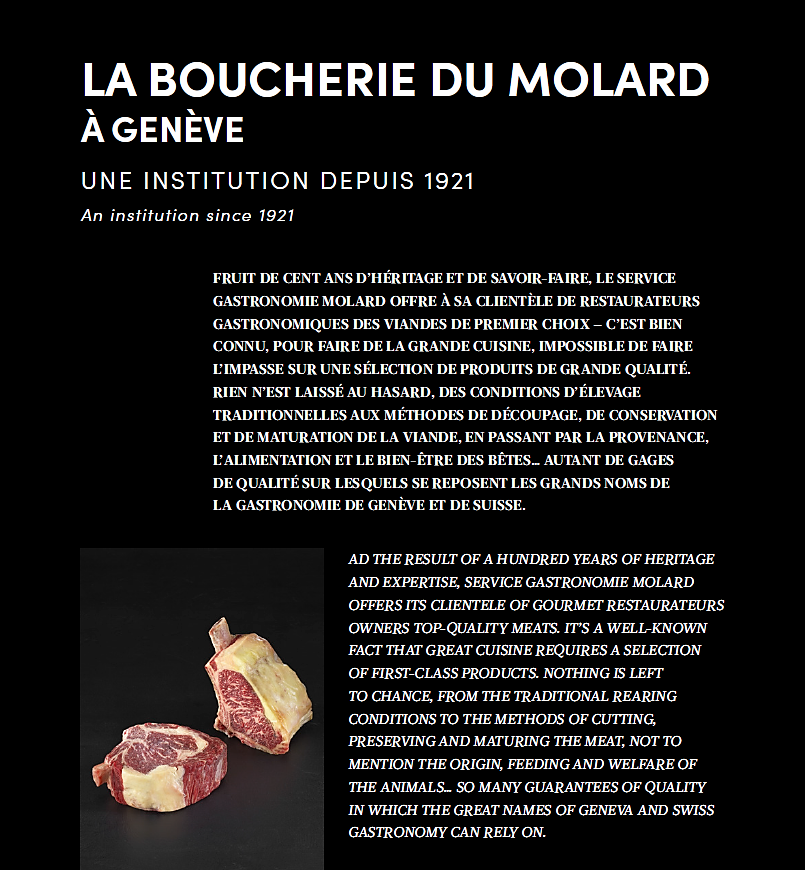 LA BOUCHERIE DU MOLARD
À GENÈVE
UNE INSTITUTION DEPUIS 1921
An institution since 1921
FRUIT DE CENT ANS D'HÉRITAGE ET DE SAVOIR-FAIRE, LE SERVICE
GASTRONOMIE MOLARD OFFRE À SA CLIENTÈLE DE RESTAURATEURS
GASTRONOMIQUES DES VIANDES DE PREMIER CHOIX – C'EST BIEN
CONNU, POUR FAIRE DE LA GRANDE CUISINE, IMPOSSIBLE DE FAIRE
L'IMPASSE SUR UNE SÉLECTION DE PRODUITS DE GRANDE QUALITÉ.
RIEN N'EST LAISSÉ AU HASARD, DES CONDITIONS D'ÉLEVAGE
TRADITIONNELLES AUX MÉTHODES DE DÉCOUPAGE, DE CONSERVATION
ET DE MATURATION DE LA VIANDE, EN PASSANT PAR LA PROVENANCE,
L'ALIMENTATION ET LE BIEN-ÊTRE DES BÊTES... AUTANT DE GAGES
DE QUALITÉ SUR LESQUELS SE REPOSENT LES GRANDS NOMS DE
LA GASTRONOMIE DE GENÈVE ET DE SUISSE.
AD THE RESULT OF A HUNDRED YEARS OF HERITAGE
AND EXPERTISE, SERVICE GASTRONOMIE MOLARD
OFFERS ITS CLIENTELE OF GOURMET RESTAURATEURS
OWNERS TOP-QUALITY MEATS. IT'S A WELL-KNOWN
FACT THAT GREAT CUISINE REQUIRES A SELECTION
OF FIRST-CLASS PRODUCTS. NOTHING IS LEFT
TO CHANCE, FROM THE TRADITIONAL REARING
CONDITIONS TO THE METHODS OF CUTTING,
PRESERVING AND MATURING THE MEAT, NOT TO
MENTION THE ORIGIN, FEEDING AND WELFARE OF
THE ANIMALS... SO MANY GUARANTEES OF QUALITY
IN WHICH THE GREAT NAMES OF GENEVA AND SWISS
GASTRONOMY CAN RELY ON.